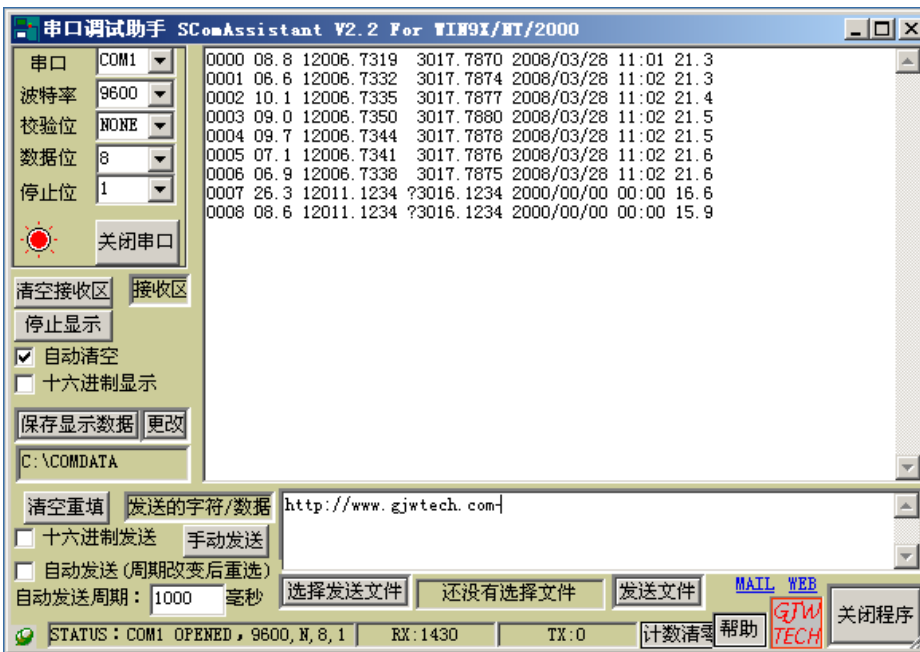 串口调试助手 SComAssistant V2.2 For WIN9X/NT/2000
串口 COM1
波特率 9600
校验位 NONE
数据位 8
停止位 1
关闭串口
清空接收区 接收区
停止显示
自动清空
十六进制显示
保存显示数据 更改
C:\COMDATA
0000 08.8 12006.7319  3017.7870 2008/03/28 11:01 21.3
0001 06.6 12006.7332  3017.7874 2008/03/28 11:02 21.3
0002 10.1 12006.7335  3017.7877 2008/03/28 11:02 21.4
0003 09.0 12006.7350  3017.7880 2008/03/28 11:02 21.5
0004 09.7 12006.7344  3017.7878 2008/03/28 11:02 21.5
0005 07.1 12006.7341  3017.7876 2008/03/28 11:02 21.6
0006 06.9 12006.7338  3017.7875 2008/03/28 11:02 21.6
0007 26.3 12011.1234 ?3016.1234 2000/00/00 00:00 16.6
0008 08.6 12011.1234 ?3016.1234 2000/00/00 00:00 15.9
清空重填 发送的字符/数据 http://www.gjwtech.com
十六进制发送 手动发送
自动发送(周期改变后重选)
自动发送周期: 1000 毫秒 选择发送文件 还没有选择文件 发送文件 MAIL WEB
STATUS:COM1 OPENED,9600,N,8,1 RX:1430 TX:0 计数清零 帮助 GJW TECH 关闭程序